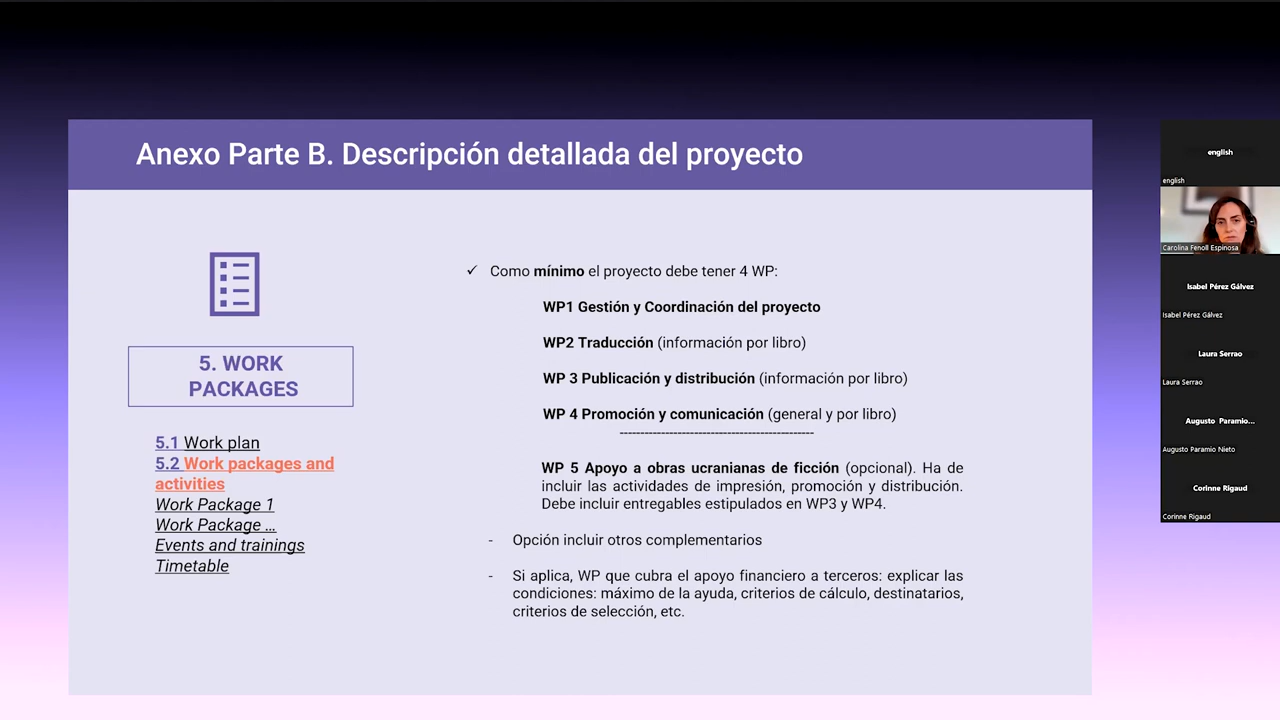 Anexo Parte B. Descripción detallada del proyecto
5. WORK
PACKAGES
5.1 Work plan
5.2 Work packages and
activities
Work Package 1
Work Package ...
Events and trainings
Timetable
✓ Como mínimo el proyecto debe tener 4 WP:
WP1 Gestión y Coordinación del proyecto
WP2 Traducción (información por libro)
WP 3 Publicación y distribución (información por libro)
WP 4 Promoción y comunicación (general y por libro)
-----------------------------------------------
WP 5 Apoyo a obras ucranianas de ficción (opcional). Ha de
incluir las actividades de impresión, promoción y distribución.
Debe incluir entregables estipulados en WP3 y WP4.
- Opción incluir otros complementarios
- Si aplica, WP que cubra el apoyo financiero a terceros: explicar las
condiciones: máximo de la ayuda, criterios de cálculo, destinatarios,
criterios de selección, etc.
english
english
Carolina Fenoll Espinosa
Isabel Pérez Gálvez
Isabel Pérez Gálvez
Laura Serrao
Laura Serrao
Augusto Paramio...
Augusto Paramio Nieto
Corinne Rigaud
Corinne Rigaud